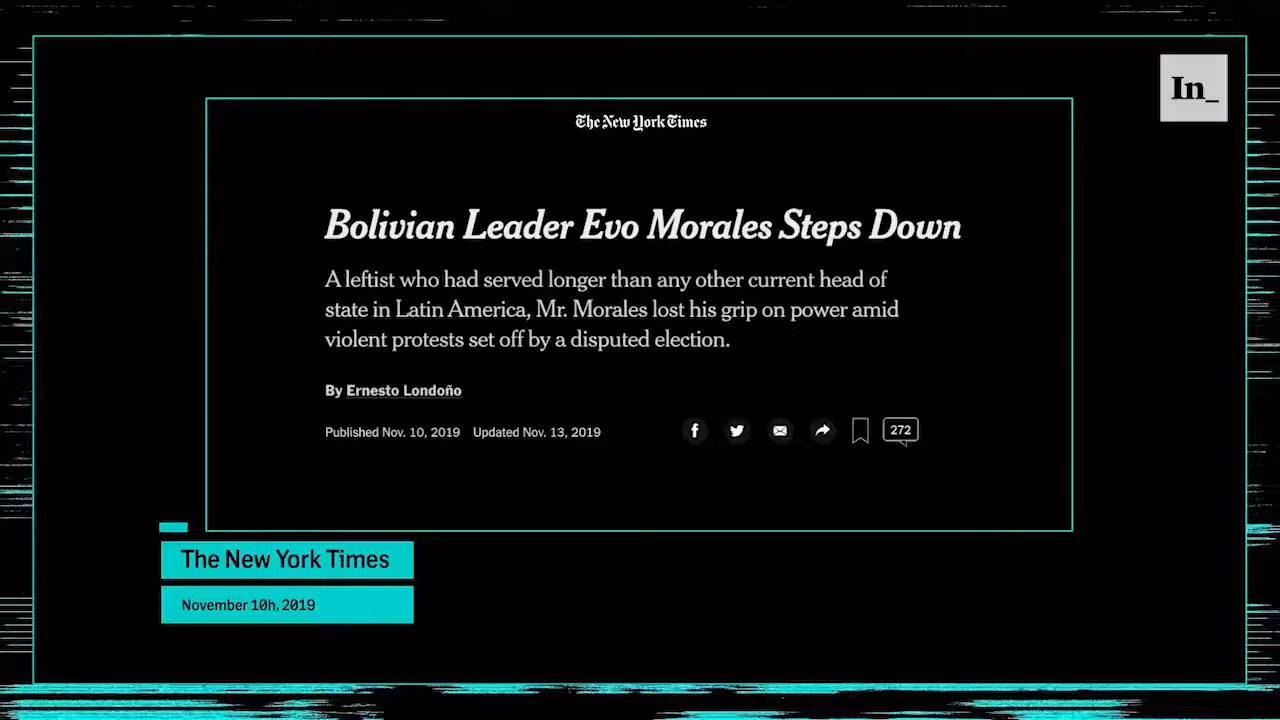 In_
The New York Times
Bolivian Leader Evo Morales Steps Down
A leftist who had served longer than any other current head of
state in Latin America, Mr. Morales lost his grip on power amid
violent protests set off by a disputed election.
By Ernesto Londoño
Published Nov. 10, 2019 Updated Nov. 13, 2019
272
The New York Times
November 10h, 2019